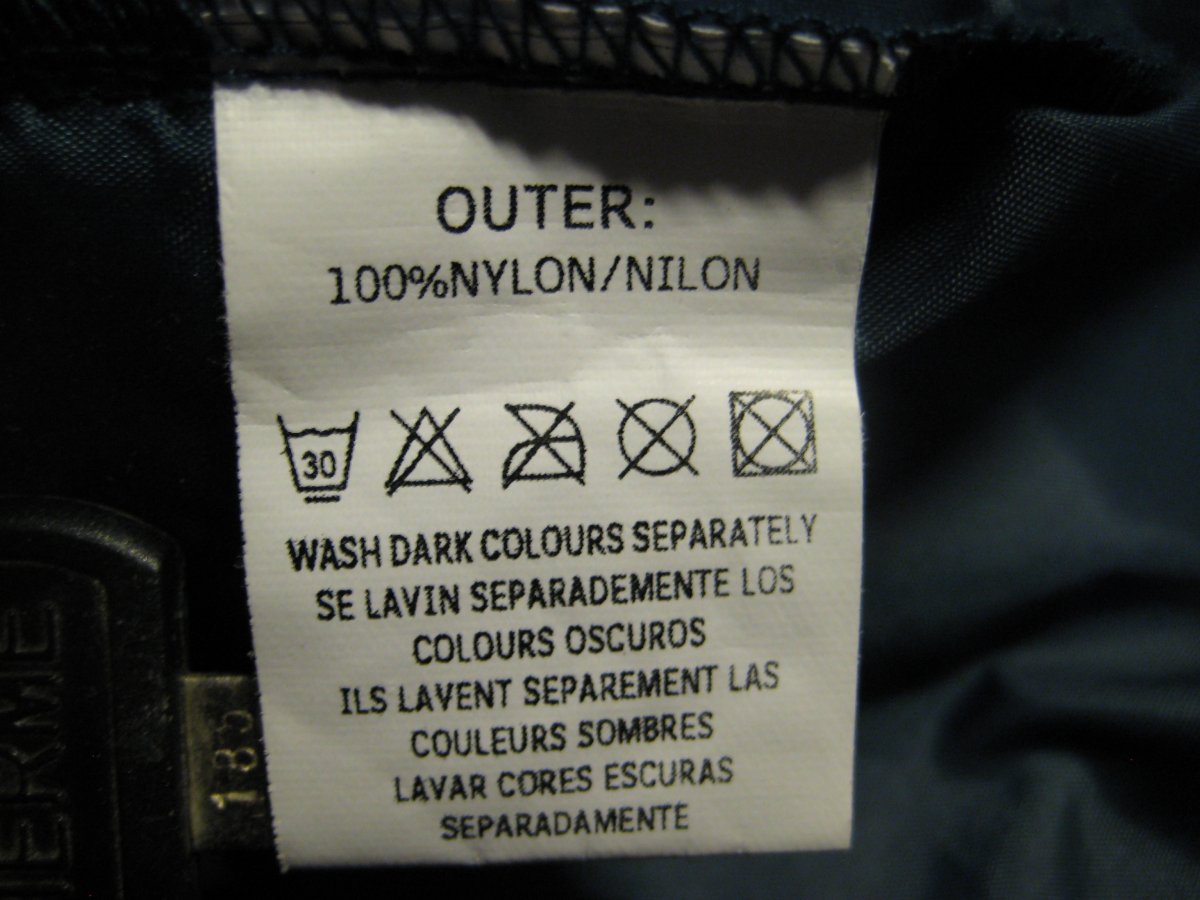 OUTER:
100%NYLON/NILON
30
WASH DARK COLOURS SEPARATELY
SE LAVIN SEPARADEMENTE LOS
COLOURS OSCUROS
ILS LAVENT SEPAREMENT LAS
COULEURS SOMBRES
LAVAR CORES ESCURAS
SEPARADAMENTE